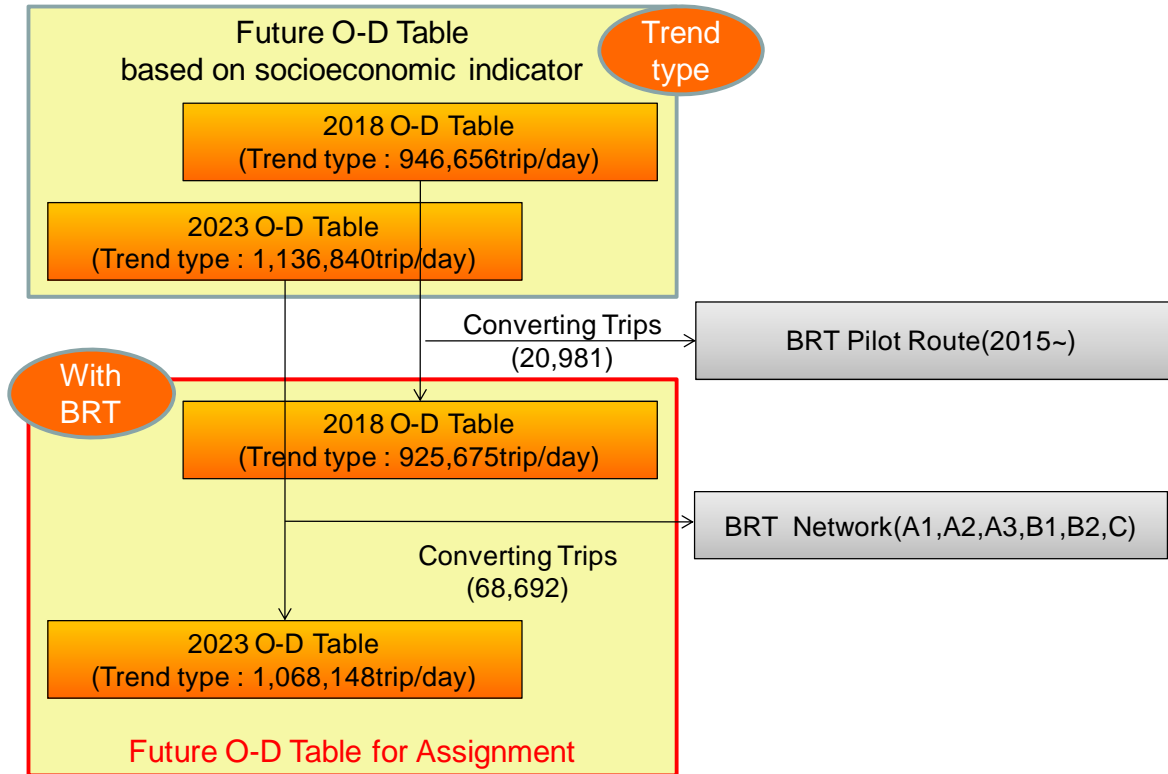 Future O-D Table
based on socioeconomic indicator
Trend
type
2018 O-D Table
(Trend type : 946,656trip/day)
2023 O-D Table
(Trend type : 1,136,840trip/day)
Converting Trips
(20,981)
BRT Pilot Route(2015~)
With
BRT
2018 O-D Table
(Trend type : 925,675trip/day)
BRT Network(A1,A2,A3,B1,B2,C)
Converting Trips
(68,692)
2023 O-D Table
(Trend type : 1,068,148trip/day)
Future O-D Table for Assignment